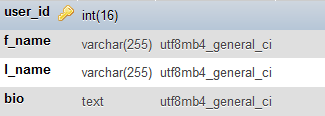 user_id int(16)
f_name varchar(255) utf8mb4_general_ci
l_name varchar(255) utf8mb4_general_ci
bio text utf8mb4_general_ci